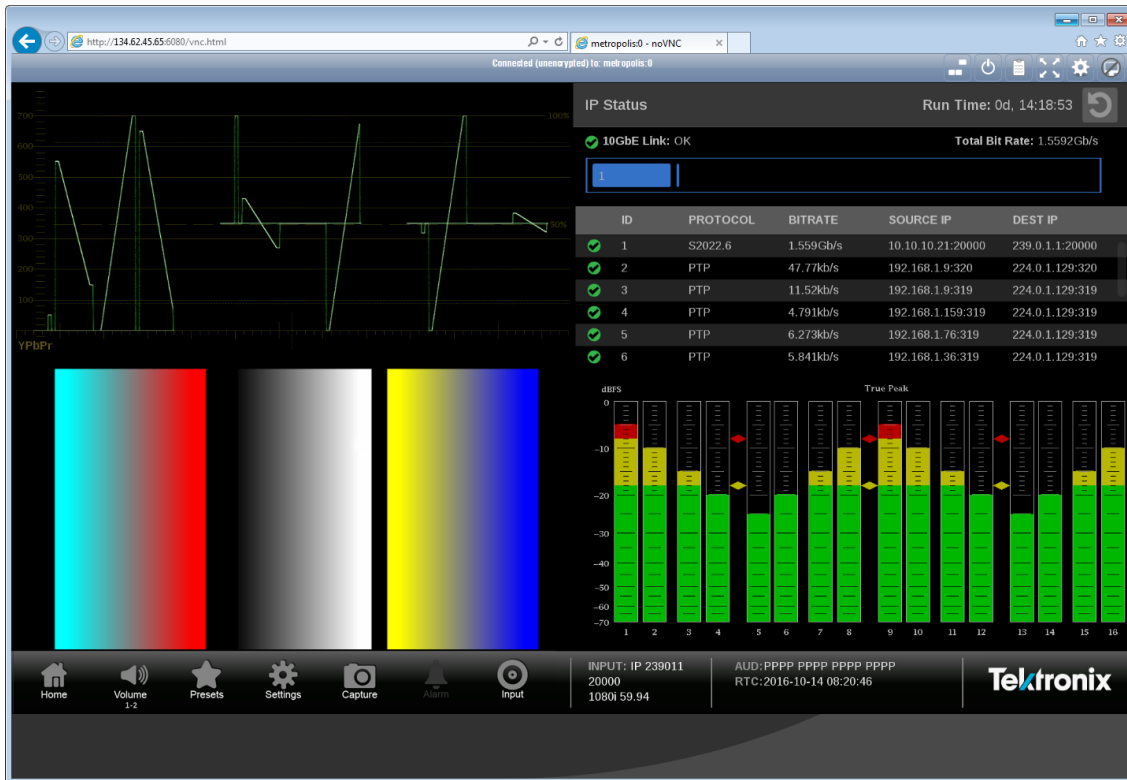 http://134.62.45.65:6080/vnc.html
metropolis:0 - noVNC
Connected (unencrypted) to: metropolis:0
700
600
500
400
300
200
100
100%
50%
YPbPr
IP Status
Run Time: 0d, 14:18:53
10GbE Link: OK
Total Bit Rate: 1.5592Gb/s
1
ID PROTOCOL BITRATE SOURCE IP DEST IP
1 S2022.6 1.559Gb/s 10.10.10.21:20000 239.0.1.1:20000
2 PTP 47.77kb/s 192.168.1.9:320 224.0.1.129:320
3 PTP 11.52kb/s 192.168.1.9:319 224.0.1.129:319
4 PTP 4.791kb/s 192.168.1.159:319 224.0.1.129:319
5 PTP 6.273kb/s 192.168.1.76:319 224.0.1.129:319
6 PTP 5.841kb/s 192.168.1.36:319 224.0.1.129:319
dBFS
True Peak
0
-10
-20
-30
-40
-50
-60
-70
1 2 3 4 5 6 7 8 9 10 11 12 13 14 15 16
Home
Volume
1-2
Presets
Settings
Capture
Alarm
Input
INPUT: IP 239011
20000
1080i 59.94
AUD:PPPP PPPP PPPP PPPP
RTC:2016-10-14 08:20:46
Tektronix